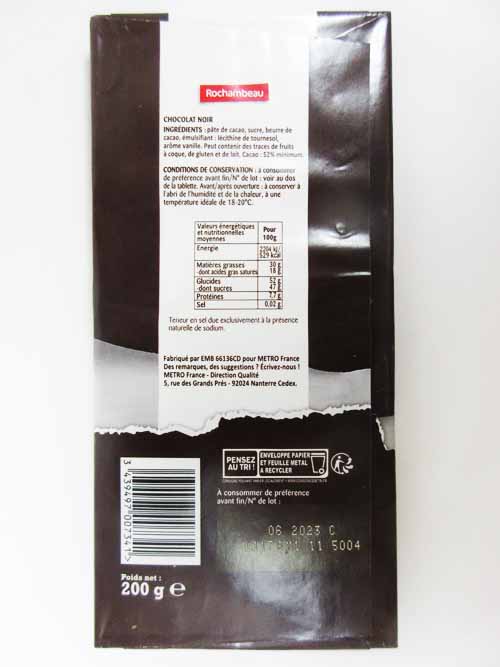 Rochambeau
CHOCOLAT NOIR
INGRÉDIENTS : pâte de cacao, sucre, beurre de
cacao, émulsifiant : lécithine de tournesol,
arôme vanille. Peut contenir des traces de fruits
à coque, de gluten et de lait. Cacao : 52% minimum.
CONDITIONS DE CONSERVATION : à consommer
de préférence avant fin/N° de lot : voir au dos
de la tablette. Avant/après ouverture : à conserver à
l'abri de l'humidité et de la chaleur, à une
température idéale de 18-20°C.
Valeurs énergétiques
et nutritionnelles
moyennes
Pour
100g
Energie 2204 kJ/
529 kcal
Matières grasses 30 g
-dont acides gras saturés 18 g
Glucides 52 g
-dont sucres 47 g
Protéines 7,7 g
Sel 0,02 g
Teneur en sel due exclusivement à la présence
naturelle de sodium.
Fabriqué par EMB 66136CD pour METRO France
Des remarques, des suggestions ? Écrivez-nous !
METRO France - Direction Qualité
5, rue des Grands Prés - 92024 Nanterre Cedex.
PENSEZ
AU TRI !
ENVELOPPE PAPIER
ET FEUILLE METAL
À RECYCLER
A consommer de préférence
avant fin/N° de lot :
06 2023 C
11 5004
3 439497 007341>
Poids net :
200 g e